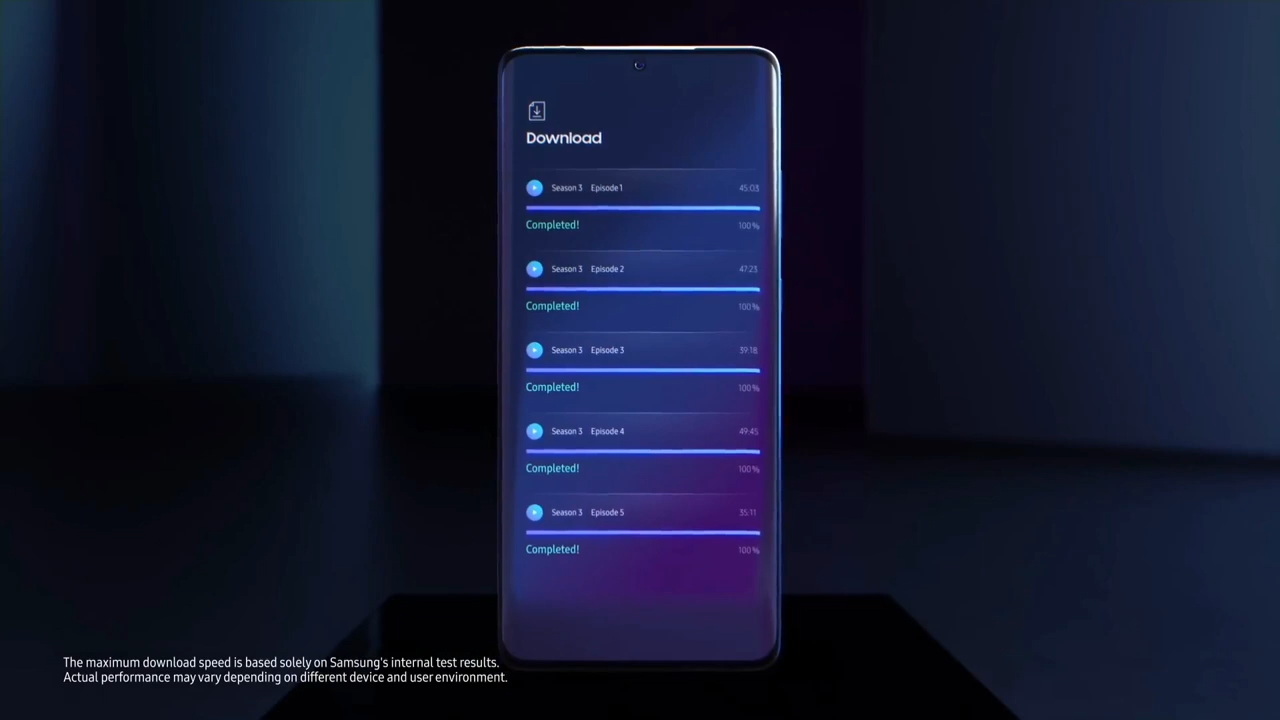 Download
Season 3 Episode 1 45:03
Completed! 100%
Season 3 Episode 2 47:23
Completed! 100%
Season 3 Episode 3 39:18
Completed! 100%
Season 3 Episode 4 49:45
Completed! 100%
Season 3 Episode 5 35:11
Completed! 100%
The maximum download speed is based solely on Samsung's internal test results.
Actual performance may vary depending on different device and user environment.